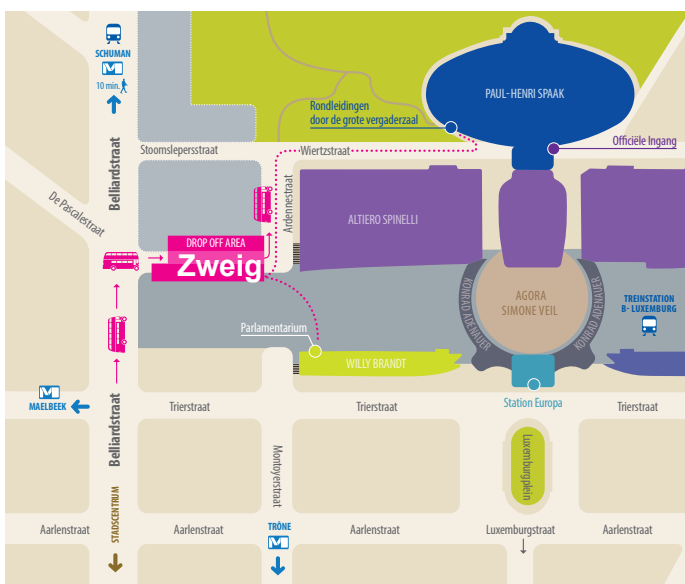 SCHUMAN
M
10 min.
Belliardstraat
Stoomslepersstraat
De Pascalestraat
Rondleidingen
door de grote vergaderzaal
PAUL-HENRI SPAAK
Wiertzstraat
Officiële Ingang
Ardennestraat
ALTIERO SPINELLI
DROP OFF AREA
Zweig
KONRAD ADENAUER
AGORA
SIMONE VEIL
KONRAD ADENAUER
TREINSTATION
B- LUXEMBURG
Parlamentarium
WILLY BRANDT
M
MAELBEEK
Belliardstraat
Trierstraat
Trierstraat
Station Europa
Trierstraat
Montoyerstraat
Luxemburgplein
STADSCENTRUM
Aarlenstraat
Aarlenstraat
TRÔNE
M
Aarlenstraat
Luxemburgstraat
Aarlenstraat